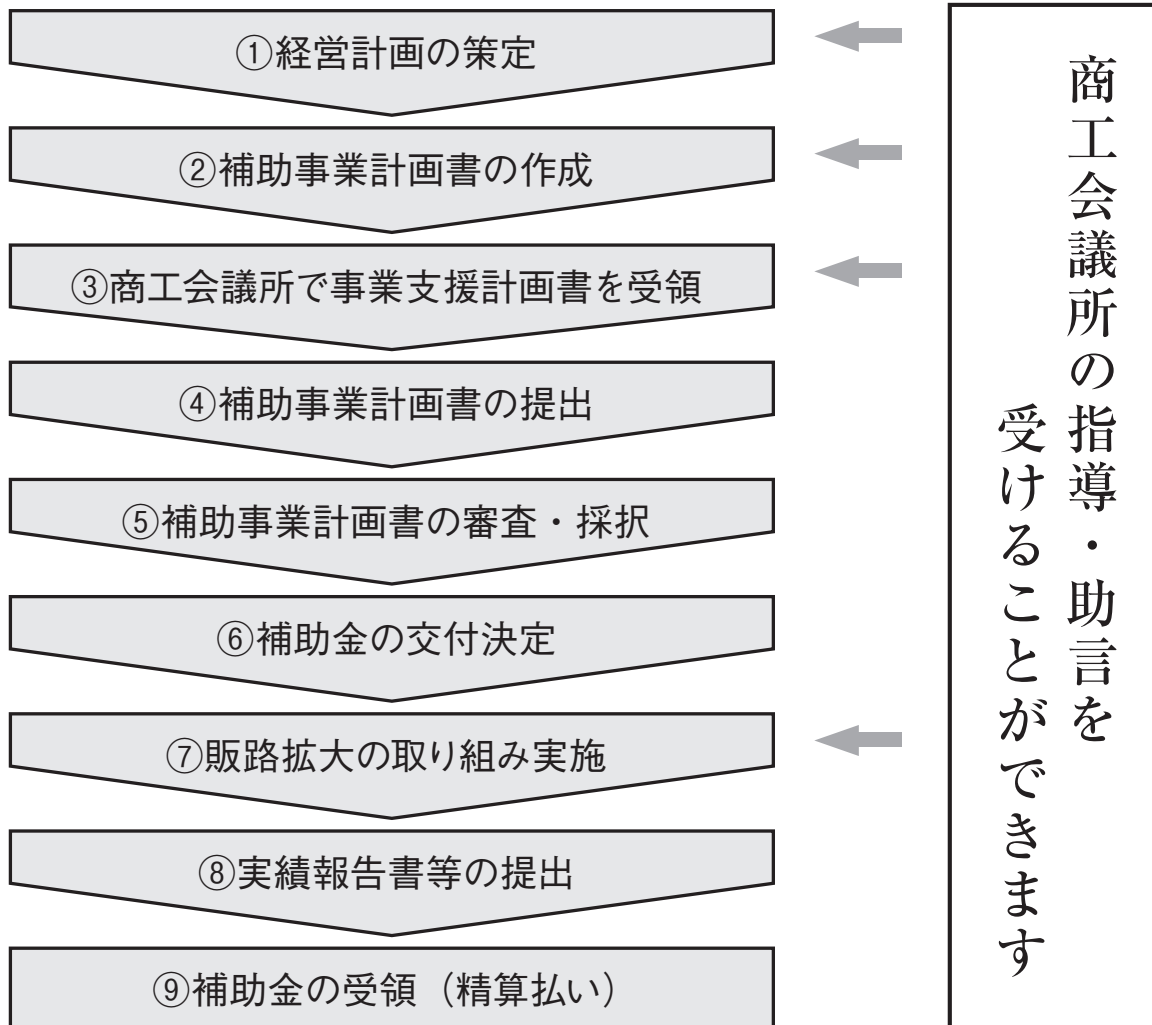 ①経営計画の策定
②補助事業計画書の作成
③商工会議所で事業支援計画書を受領
④補助事業計画書の提出
⑤補助事業計画書の審査・採択
⑥補助金の交付決定
⑦販路拡大の取り組み実施
⑧実績報告書等の提出
⑨補助金の受領（精算払い）
商工会議所の指導・助言を
受けることができます